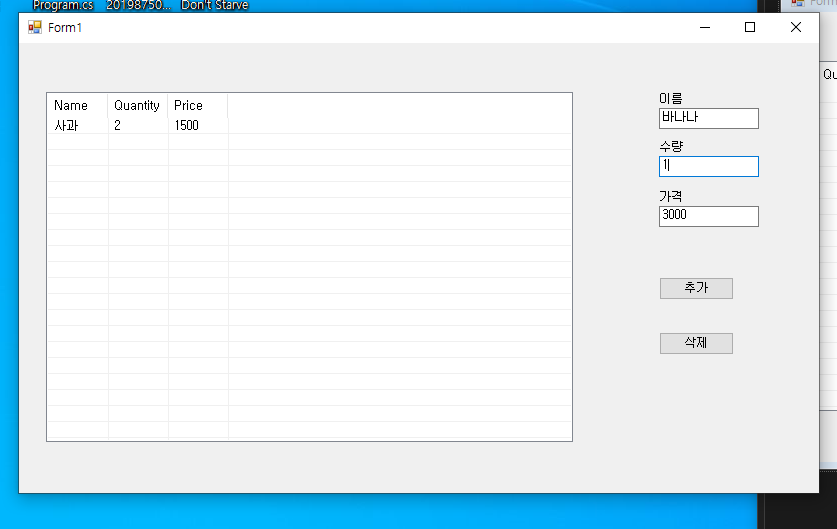 Program.cs 20198750... Don't Starve
Form1
Name Quantity Price
사과 2 1500
이름
바나나
수량
1
가격
3000
추가
삭제
Form
Qu